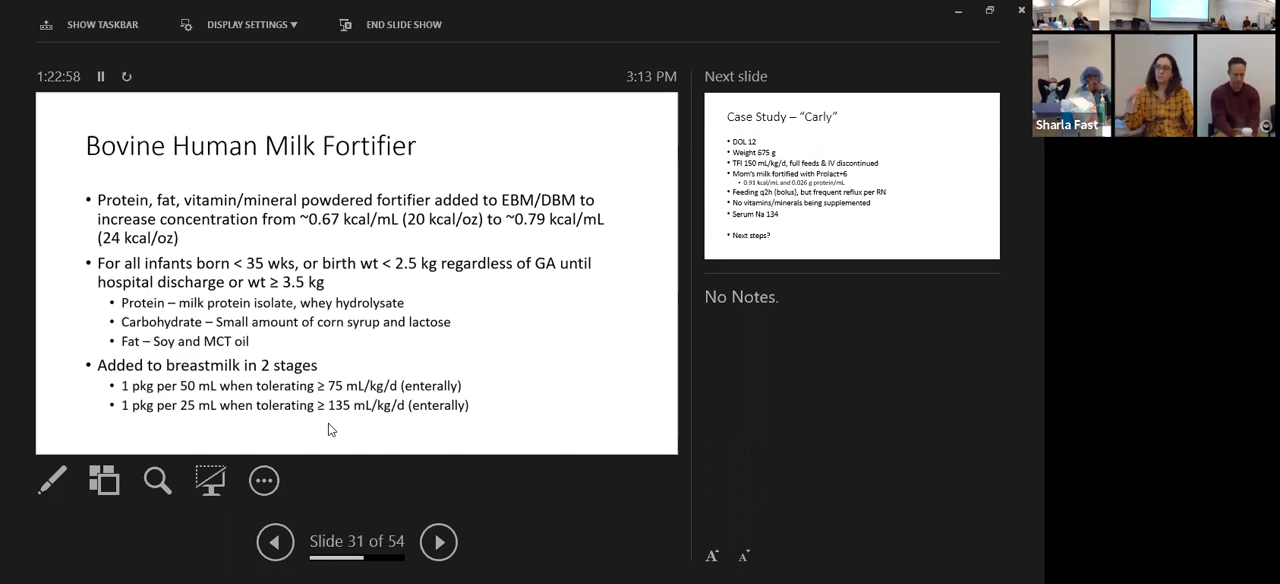 SHOW TASKBAR
DISPLAY SETTINGS ▼
END SLIDE SHOW
1:22:58
3:13 PM
Bovine Human Milk Fortifier
• Protein, fat, vitamin/mineral powdered fortifier added to EBM/DBM to
increase concentration from ~0.67 kcal/mL (20 kcal/oz) to ~0.79 kcal/mL
(24 kcal/oz)
• For all infants born < 35 wks, or birth wt < 2.5 kg regardless of GA until
hospital discharge or wt ≥ 3.5 kg
• Protein – milk protein isolate, whey hydrolysate
• Carbohydrate – Small amount of corn syrup and lactose
• Fat – Soy and MCT oil
• Added to breastmilk in 2 stages
• 1 pkg per 50 mL when tolerating ≥ 75 mL/kg/d (enterally)
• 1 pkg per 25 mL when tolerating ≥ 135 mL/kg/d (enterally)
Slide 31 of 54
Next slide
Case Study – "Carly"
• DOL 12
• Weight 675 g
• TFI 150 mL/kg/d, full feeds & IV discontinued
• Mom's milk fortified with Prolact+6
• 0.91 kcal/mL and 0.026 g protein/mL
• Feeding q2h (bolus), but frequent reflux per RN
• No vitamins/minerals being supplemented
• Serum Na 134
• Next steps?
No Notes.
A A
Sharla Fast